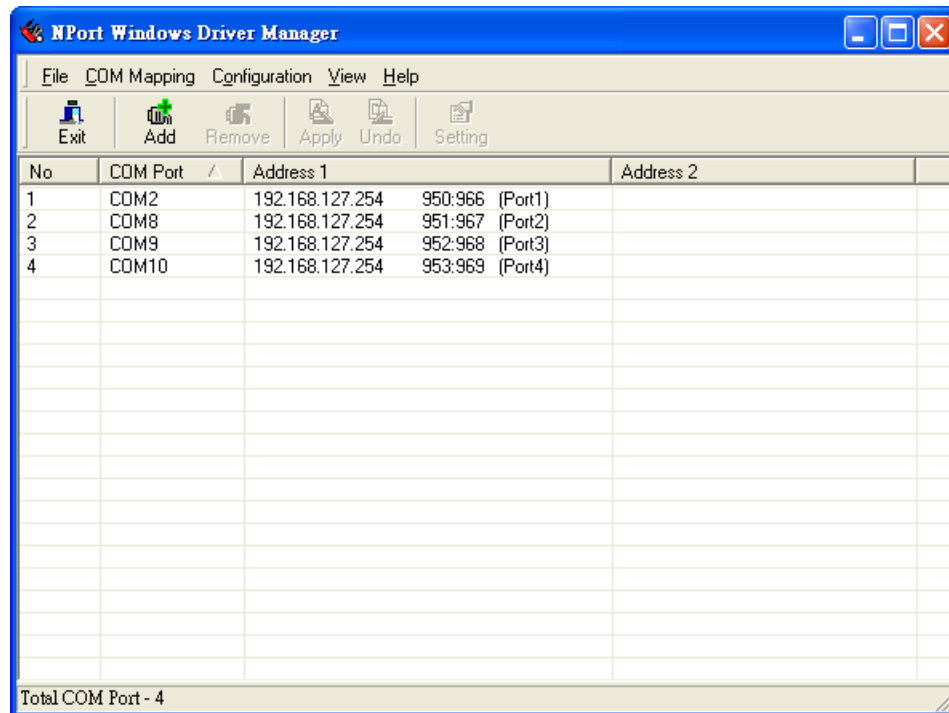 NPort Windows Driver Manager
File COM Mapping Configuration View Help
Exit Add Remove Apply Undo Setting
No COM Port Address 1 Address 2
1 COM2 192.168.127.254 950:966 (Port1)
2 COM8 192.168.127.254 951:967 (Port2)
3 COM9 192.168.127.254 952:968 (Port3)
4 COM10 192.168.127.254 953:969 (Port4)
Total COM Port - 4